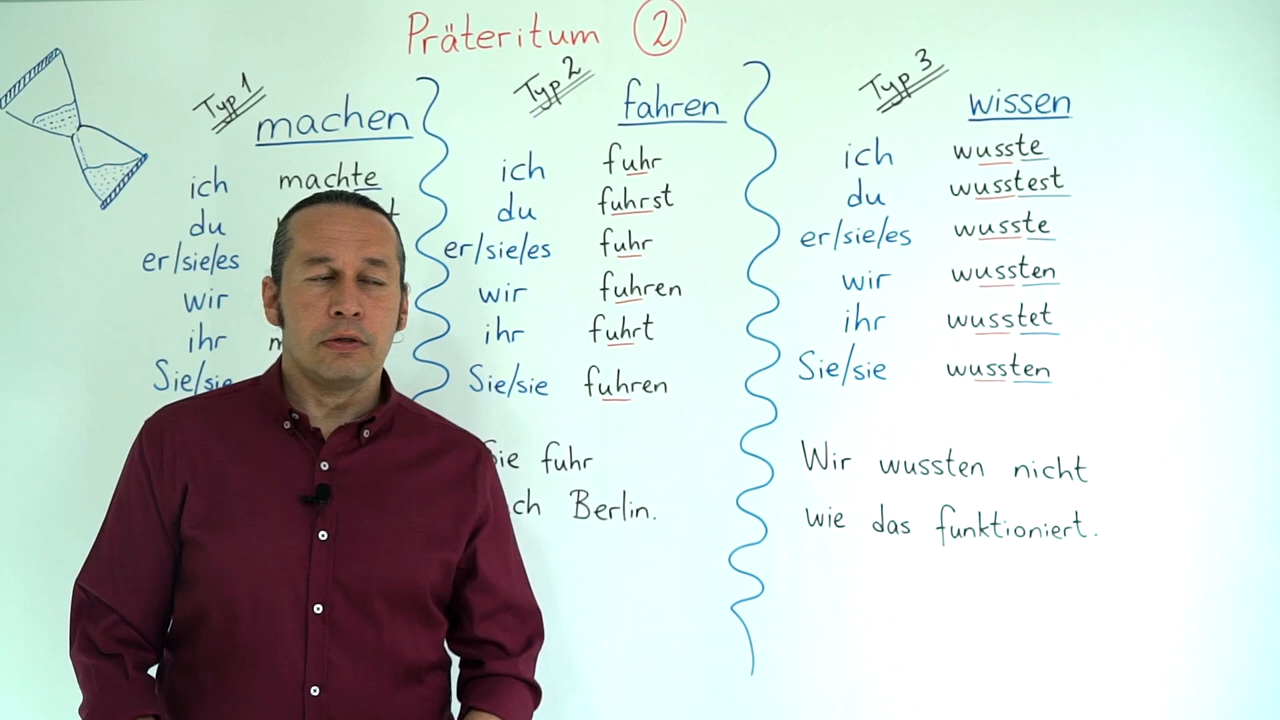 Präteritum 2
Typ 1
machen
ich machte
du
er/sie/es
wir
ihr
Sie/sie
Typ 2
fahren
ich fuhr
du fuhrst
er/sie/es fuhr
wir fuhren
ihr fuhrt
Sie/sie fuhren
Sie fuhr
Berlin.
Typ 3
wissen
ich wusste
du wusstest
er/sie/es wusste
wir wussten
ihr wusstet
Sie/sie wussten
Wir wussten nicht
wie das funktioniert.